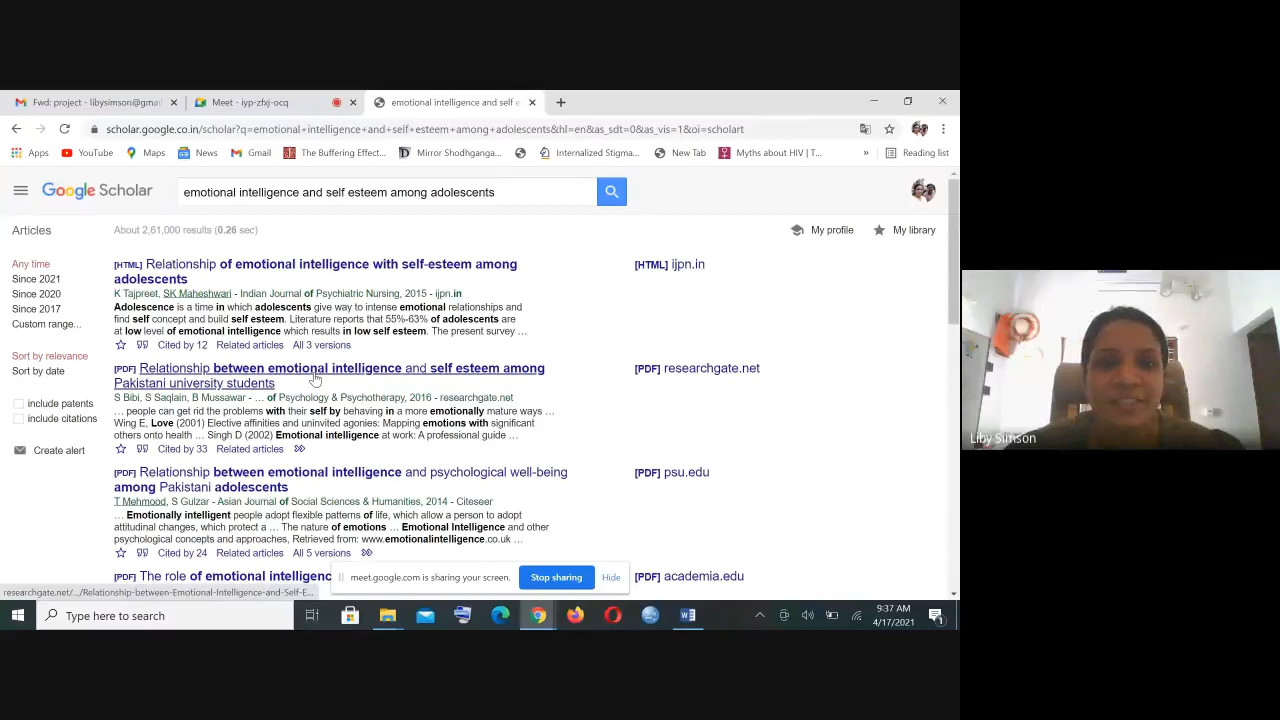 Fwd: project - libysimson@gmai
Meet - iyp-zfxj-ocq
emotional intelligence and self e
scholar.google.co.in/scholar?q=emotional+intelligence+and+self+esteem+among+adolescents&hl=en&as_sdt=0&as_vis=1&oi=scholart
Apps YouTube Maps News Gmail The Buffering Effect... Mirror Shodhganga... Internalized Stigma... New Tab Myths about HIV | T... » Reading list
Google Scholar
emotional intelligence and self esteem among adolescents
Articles
About 2,61,000 results (0.26 sec)
My profile
My library
Any time
Since 2021
Since 2020
Since 2017
Custom range...
Sort by relevance
Sort by date
include patents
include citations
Create alert
[HTML] Relationship of emotional intelligence with self-esteem among
adolescents
K Tajpreet, SK Maheshwari - Indian Journal of Psychiatric Nursing, 2015 - ijpn.in
Adolescence is a time in which adolescents give way to intense emotional relationships and
find self concept and build self esteem. Literature reports that 55%-63% of adolescents are
at low level of emotional intelligence which results in low self esteem. The present survey ...
Cited by 12 Related articles All 3 versions
[HTML] ijpn.in
[PDF] Relationship between emotional intelligence and self esteem among
Pakistani university students
S Bibi, S Saqlain, B Mussawar - ... of Psychology & Psychotherapy, 2016 - researchgate.net
... people can get rid the problems with their self by behaving in a more emotionally mature ways ...
Wing E, Love (2001) Elective affinities and uninvited agonies: Mapping emotions with significant
others onto health ... Singh D (2002) Emotional intelligence at work: A professional guide ...
Cited by 33 Related articles
[PDF] researchgate.net
[PDF] Relationship between emotional intelligence and psychological well-being
among Pakistani adolescents
T Mehmood, S Gulzar - Asian Journal of Social Sciences & Humanities, 2014 - Citeseer
... Emotionally intelligent people adopt flexible patterns of life, which allow a person to adopt
attitudinal changes, which protect a ... The nature of emotions ... Emotional Intelligence and other
psychological concepts and approaches, Retrieved from: www.emotionalintelligence.co.uk ...
Cited by 24 Related articles All 5 versions
[PDF] psu.edu
[PDF] The role of emotional intelligenc
[PDF] academia.edu
meet.google.com is sharing your screen. Stop sharing Hide
researchgate.net/.../Relationship-between-Emotional-Intelligence-and-Self-E...
Type here to search
9:37 AM
4/17/2021
1
Liby Simson